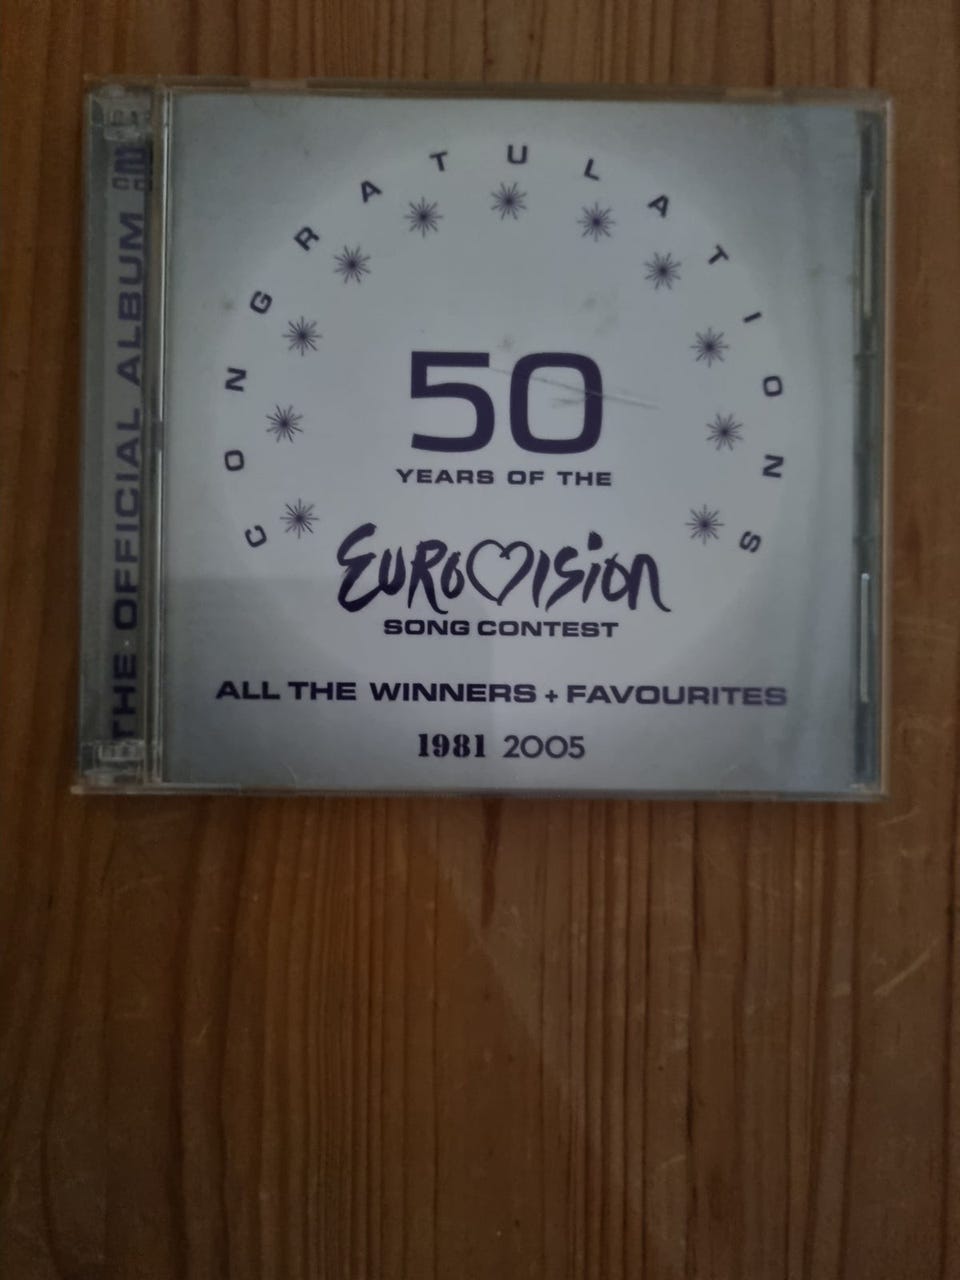 CONGRATULATIONS
50
YEARS OF THE
EUROVISION
SONG CONTEST
ALL THE WINNERS + FAVOURITES
1981 2005
THE OFFICIAL ALBUM